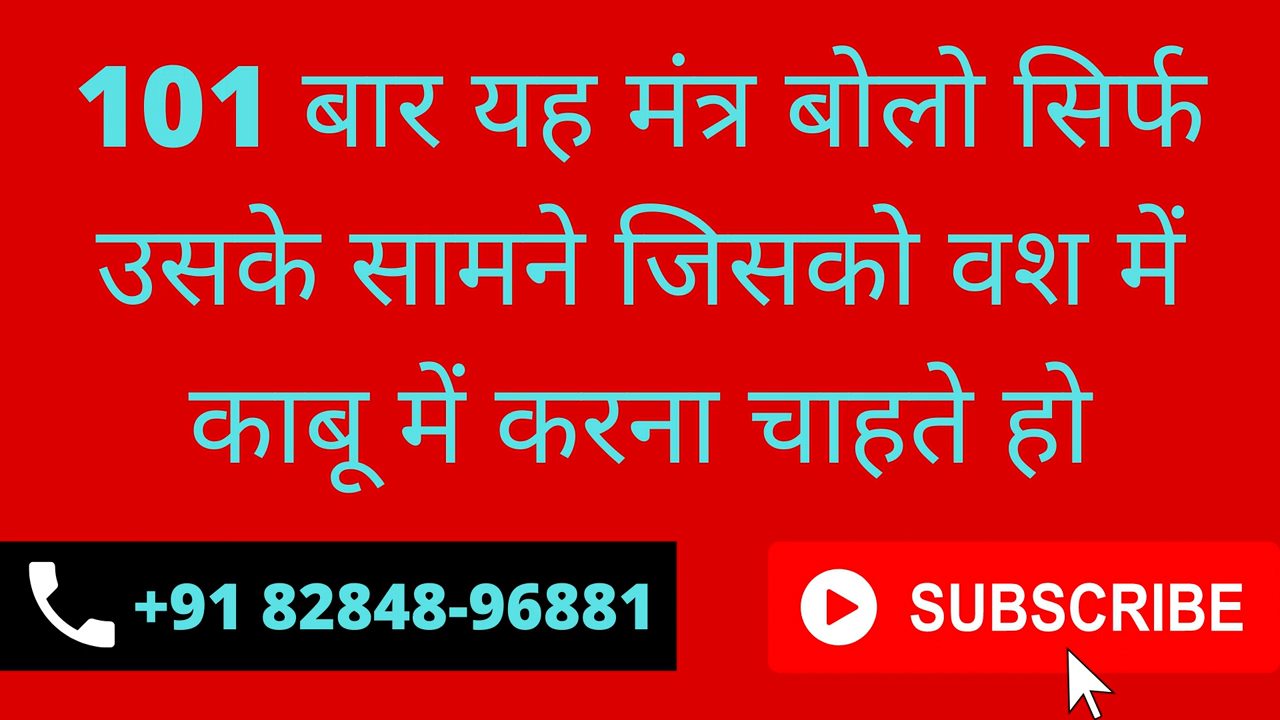 101 बार यह मंत्र बोलो सिर्फ
उसके सामने जिसको वश में
काबू में करना चाहते हो
+91 82848-96881
SUBSCRIBE